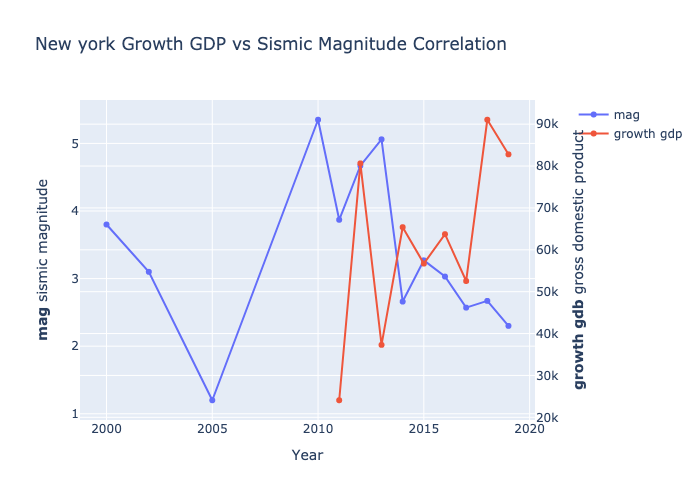 New york Growth GDP vs Sismic Magnitude Correlation
mag
growth gdp
5
4
3
2
1
mag sismic magnitude
90k
80k
70k
60k
50k
40k
30k
20k
growth gdb gross domestic product
2000
2005
2010
2015
2020
Year